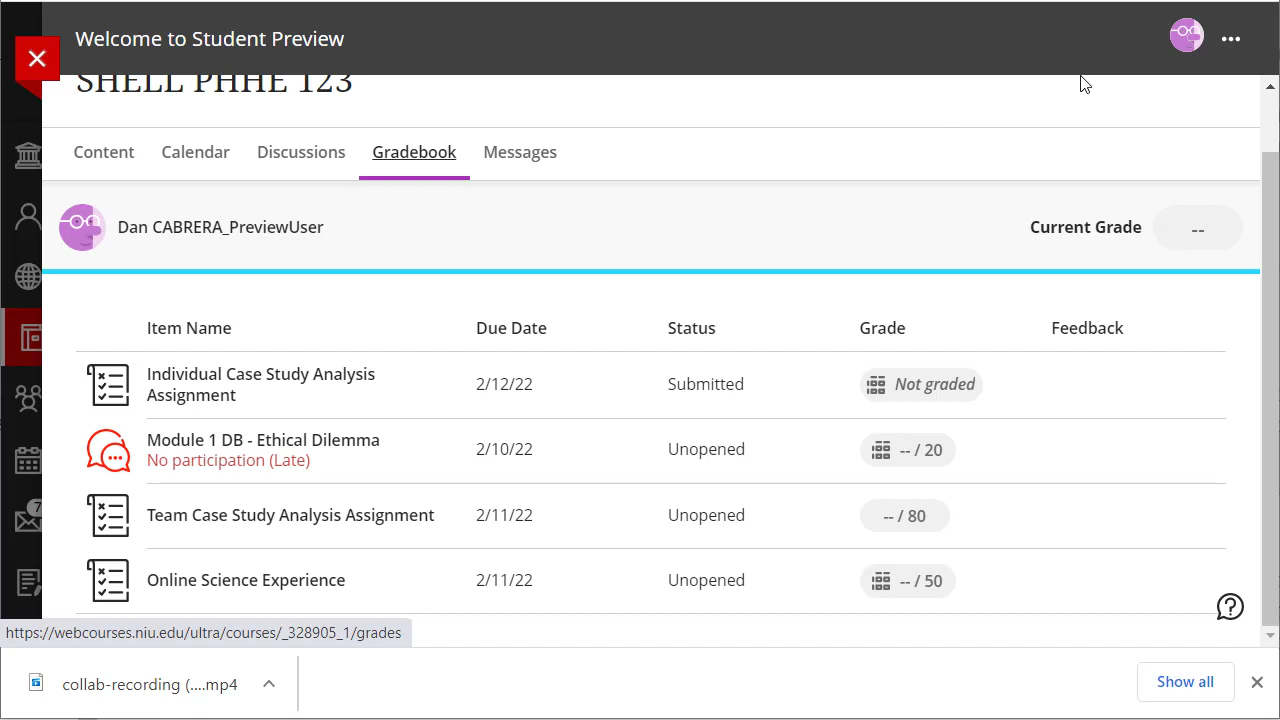 Welcome to Student Preview
SHELL PHHE 123
Content Calendar Discussions Gradebook Messages
Dan CABRERA_PreviewUser
Current Grade --
Item Name Due Date Status Grade Feedback
Individual Case Study Analysis
Assignment
2/12/22 Submitted Not graded
Module 1 DB - Ethical Dilemma
No participation (Late)
2/10/22 Unopened -- / 20
Team Case Study Analysis Assignment 2/11/22 Unopened -- / 80
Online Science Experience 2/11/22 Unopened -- / 50
7
https://webcourses.niu.edu/ultra/courses/_328905_1/grades
collab-recording (....mp4
Show all